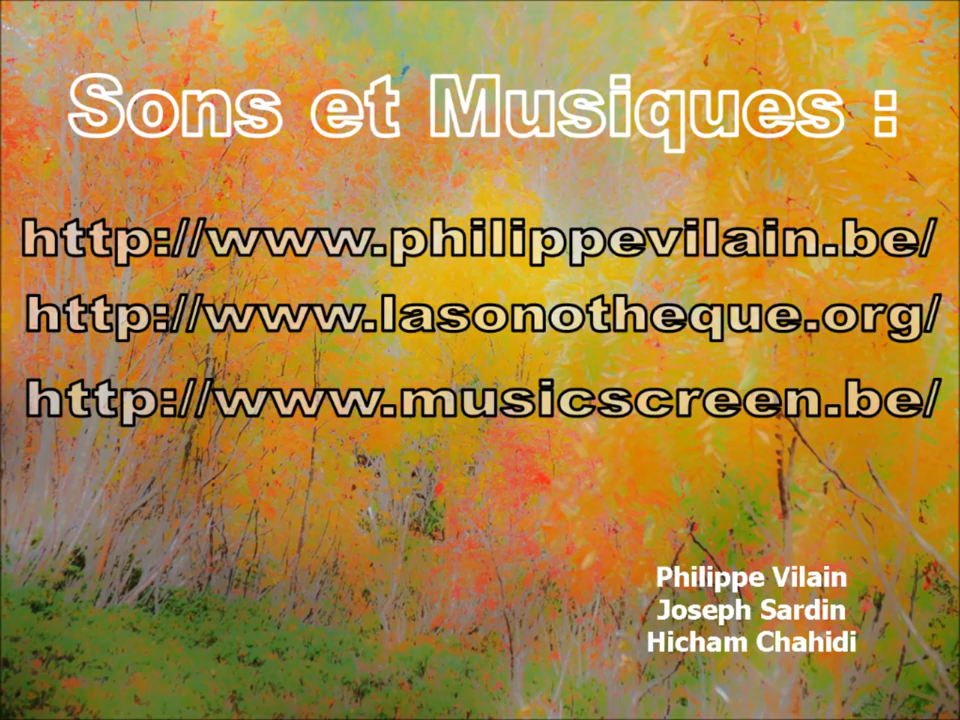 Sons et Musiques :
http://www.philippevilain.be/
http://www.lasonotheque.org/
http://www.musicscreen.be/
Philippe Vilain
Joseph Sardin
Hicham Chahidi